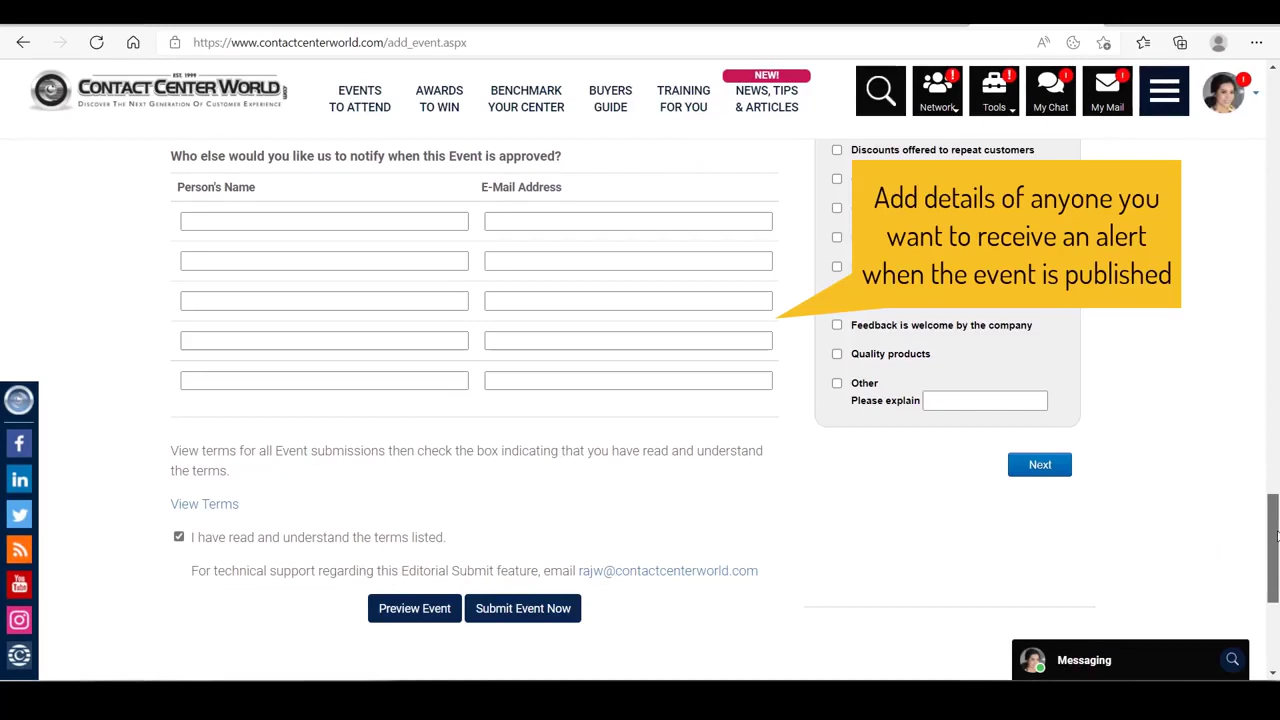 https://www.contactcenterworld.com/add_event.aspx
EST. 1999
CONTACTCENTERWORLD
DISCOVER THE NEXT GENERATION OF CUSTOMER EXPERIENCE
EVENTS
TO ATTEND
AWARDS
TO WIN
BENCHMARK
YOUR CENTER
BUYERS
GUIDE
TRAINING
FOR YOU
NEW!
NEWS, TIPS
& ARTICLES
Network
Tools
My Chat
My Mail
Who else would you like us to notify when this Event is approved?
Person's Name
E-Mail Address
Discounts offered to repeat customers
Add details of anyone you
want to receive an alert
when the event is published
Feedback is welcome by the company
Quality products
Other
Please explain
Next
View terms for all Event submissions then check the box indicating that you have read and understand
the terms.
View Terms
I have read and understand the terms listed.
For technical support regarding this Editorial Submit feature, email rajw@contactcenterworld.com
Preview Event
Submit Event Now
Messaging